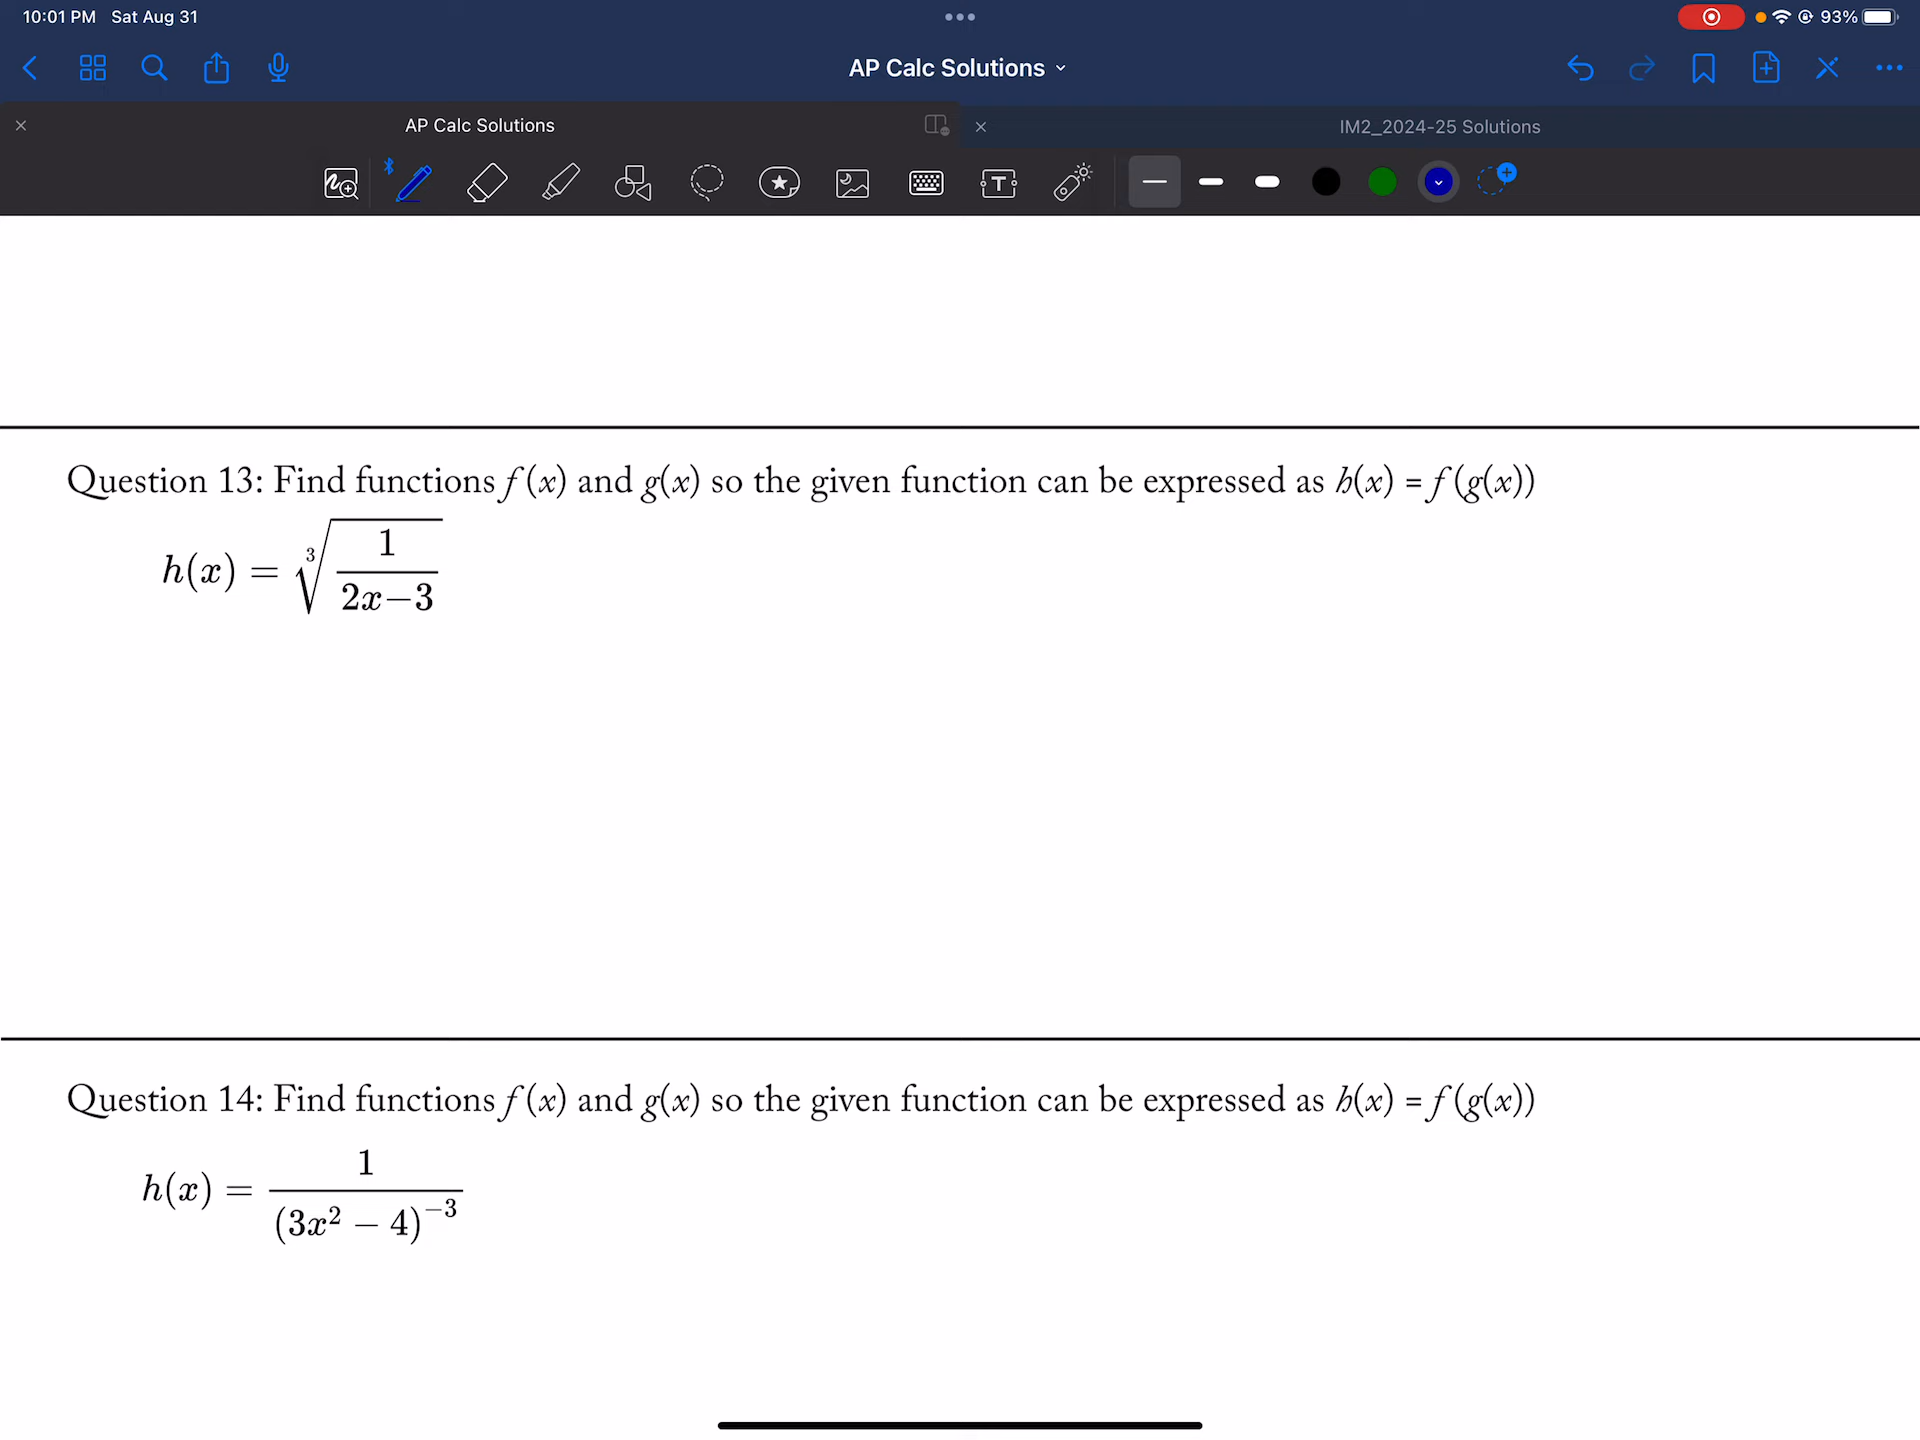 10:01 PM Sat Aug 31
93%
AP Calc Solutions
AP Calc Solutions
IM2_2024-25 Solutions
Question 13: Find functions f(x) and g(x) so the given function can be expressed as h(x) = f(g(x))
h(x) = ∛(1/(2x−3))
Question 14: Find functions f(x) and g(x) so the given function can be expressed as h(x) = f(g(x))
h(x) = 1/(3x² − 4)⁻³